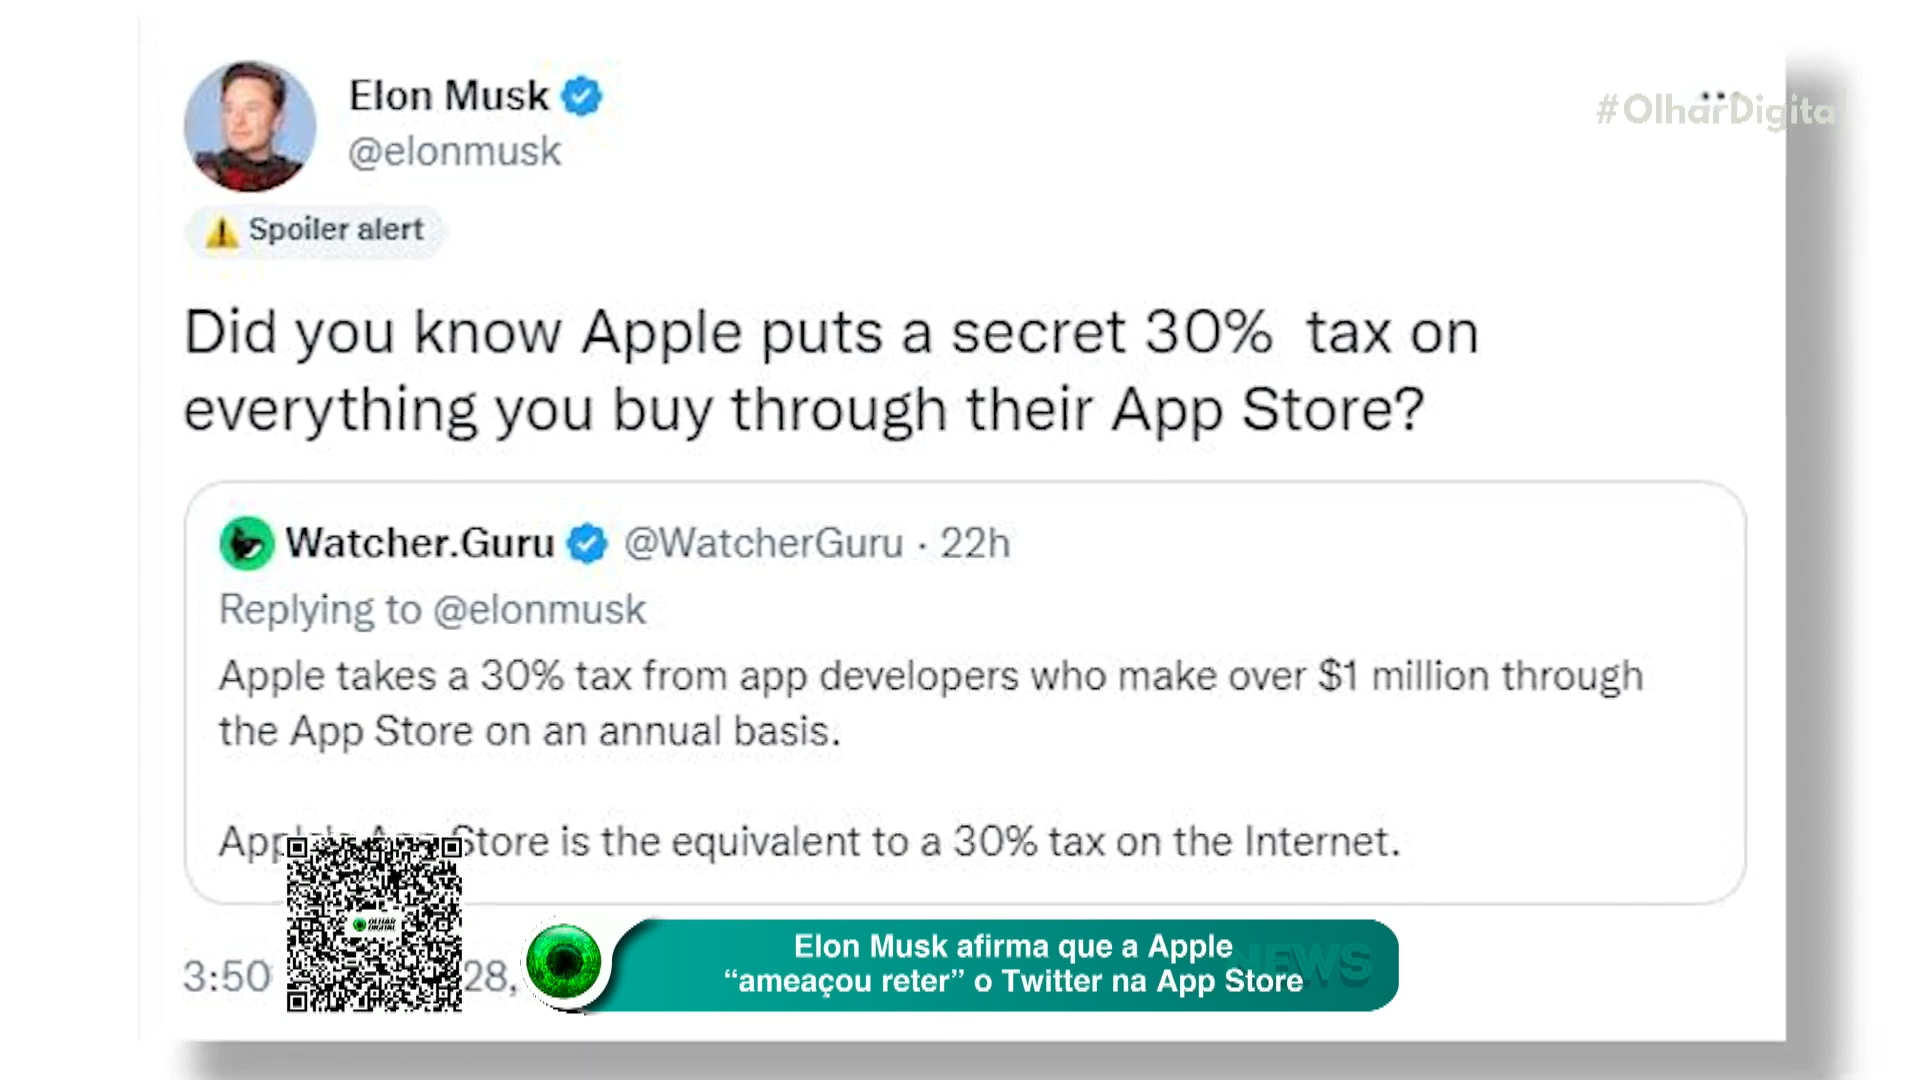 Elon Musk
@elonmusk
#OlharDigital
Spoiler alert
Did you know Apple puts a secret 30% tax on
everything you buy through their App Store?
Watcher.Guru @WatcherGuru · 22h
Replying to @elonmusk
Apple takes a 30% tax from app developers who make over $1 million through
the App Store on an annual basis.
Store is the equivalent to a 30% tax on the Internet.
OLHAR
DIGITAL
3:50 28,
NEWS
Elon Musk afirma que a Apple
“ameaçou reter” o Twitter na App Store